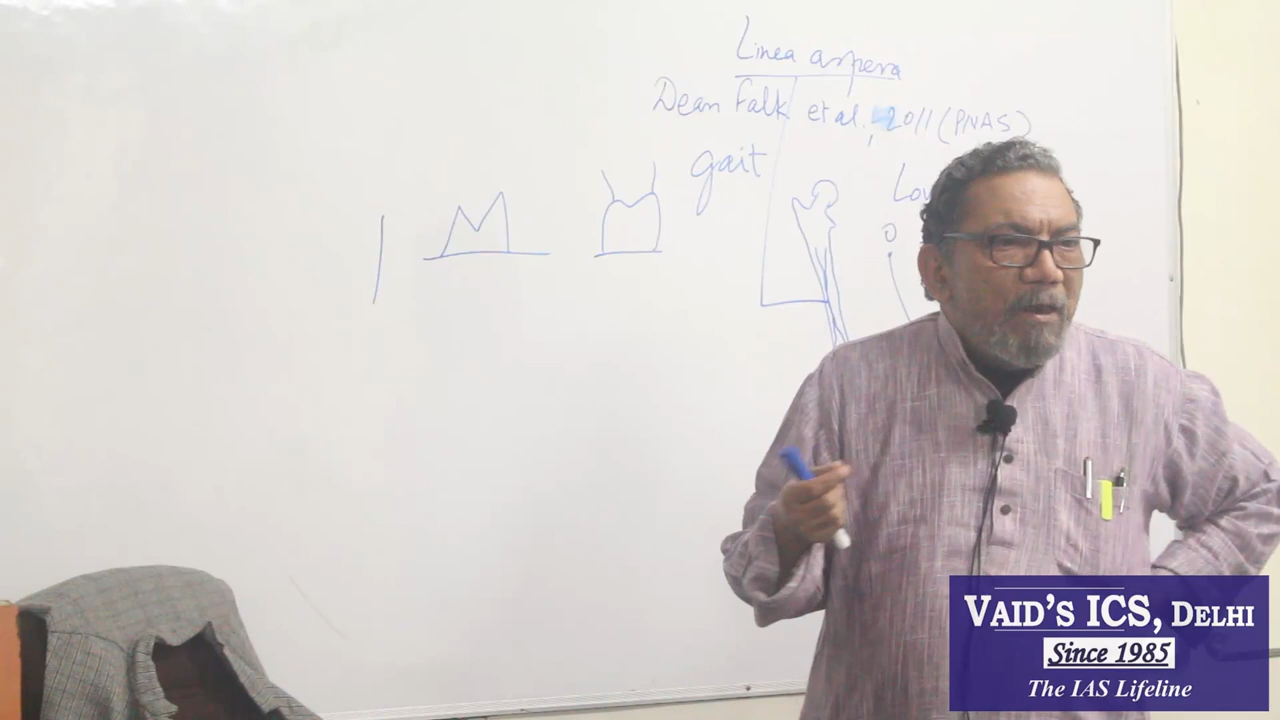 Linea aspera
Dean Falk et al., 2011 (PNAS)
gait
VAID'S ICS, DELHI
Since 1985
The IAS Lifeline